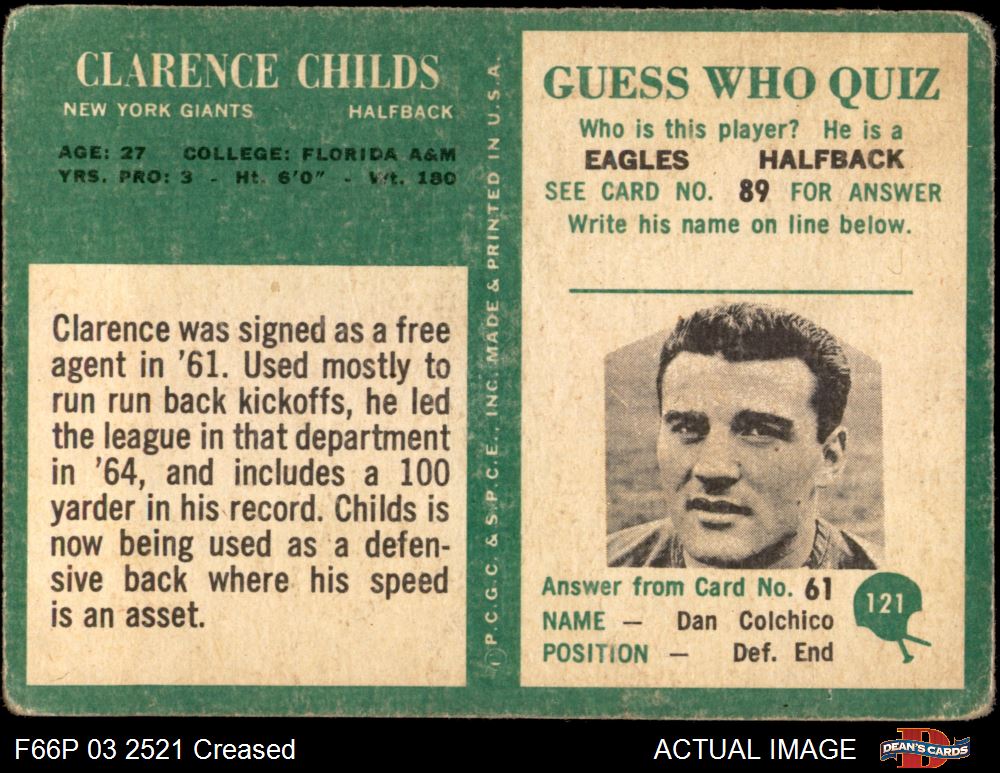 CLARENCE CHILDS
NEW YORK GIANTS HALFBACK
AGE: 27 COLLEGE: FLORIDA A&M
YRS. PRO: 3 - Ht. 6'0" - Wt. 180
Clarence was signed as a free
agent in '61. Used mostly to
run run back kickoffs, he led
the league in that department
in '64, and includes a 100
yarder in his record. Childs is
now being used as a defen-
sive back where his speed
is an asset.
P.C.G.C. & S.P.C.E., INC. MADE & PRINTED IN U.S.A.
GUESS WHO QUIZ
Who is this player? He is a
EAGLES HALFBACK
SEE CARD NO. 89 FOR ANSWER
Write his name on line below.
Answer from Card No. 61
NAME — Dan Colchico
POSITION — Def. End
121
F66P 03 2521 Creased
ACTUAL IMAGE
DEAN'S CARDS